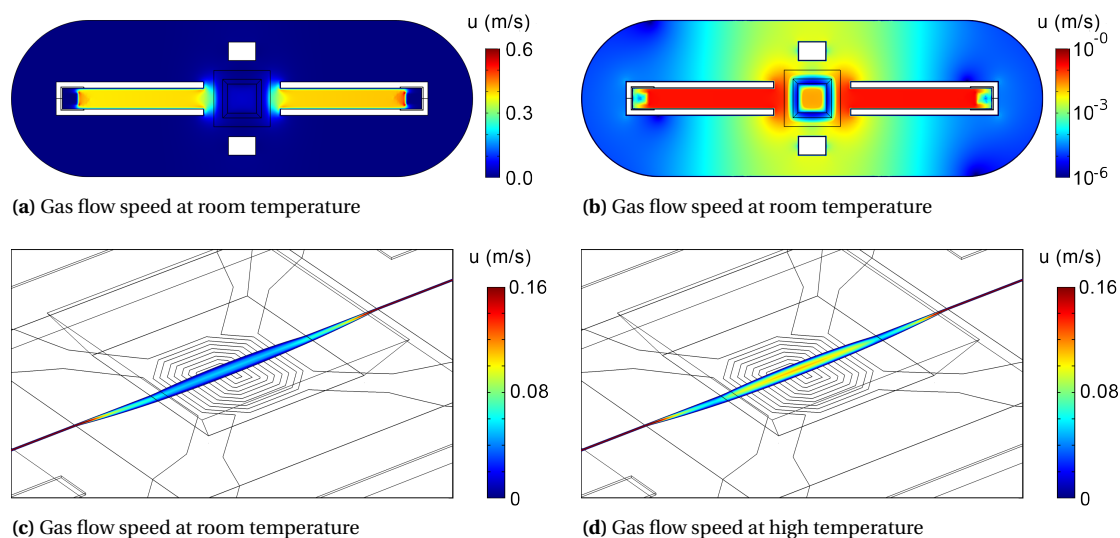 u (m/s)
0.6
0.3
0.0
(a) Gas flow speed at room temperature
u (m/s)
10-0
10-3
10-6
(b) Gas flow speed at room temperature
u (m/s)
0.16
0.08
0
(c) Gas flow speed at room temperature
u (m/s)
0.16
0.08
0
(d) Gas flow speed at high temperature